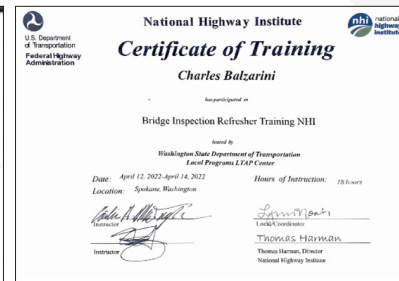 U.S. Department
of Transportation
Federal Highway
Administration
National Highway Institute
nhi national
highway
institute
Certificate of Training
Charles Balzarini
has participated in
Bridge Inspection Refresher Training NHI
hosted by
Washington State Department of Transportation
Local Programs LTAP Center
Date: April 12, 2022-April 14, 2022
Hours of Instruction: 18 hours
Location: Spokane, Washington
Instructor
Local Coordinator
Thomas Harman
Instructor
Thomas Harman, Director
National Highway Institute